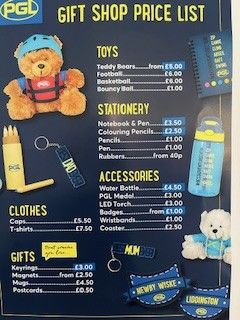 PGL
GIFT SHOP PRICE LIST
TOYS
Teddy Bears.......from £5.00
Football.......£6.00
Basketball.......£6.00
Bouncy Ball.......£1.00
STATIONERY
Notebook & Pen.......£3.50
Colouring Pencils.......£2.50
Pencils.......£1.00
Pen.......£1.00
Rubbers.......from 40p
ACCESSORIES
Water Bottle.......£4.50
PGL Medal.......£3.00
LED Torch.......£3.00
Badges.......from £1.00
Wristbands.......£1.00
Coaster.......£2.50
CLOTHES
Caps.......£5.50
T-shirts.......£7.50
GIFTS
Keyrings.......£3.00
Magnets.......from £2.50
Mugs.......£4.50
Postcards.......£0.50
MUM
NEWBY WISKE
LIDDINGTON